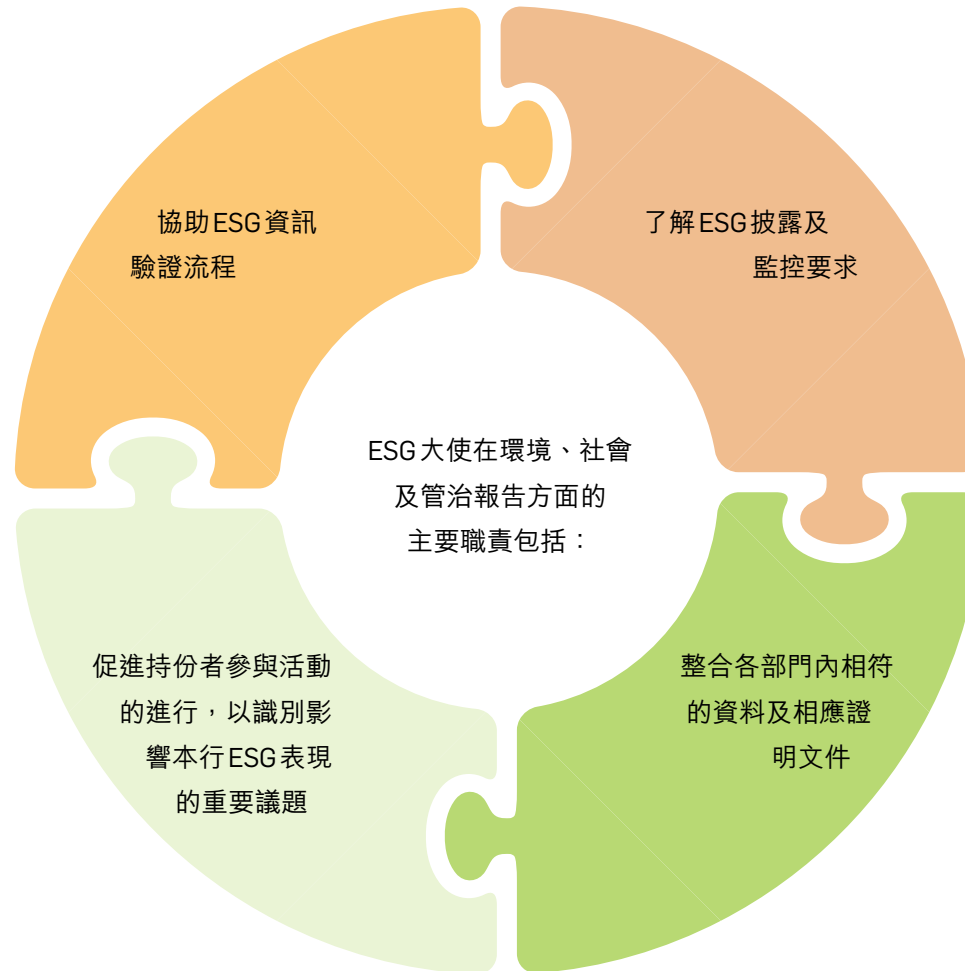 協助ESG資訊
驗證流程
了解ESG披露及
監控要求
ESG大使在環境、社會
及管治報告方面的
主要職責包括：
促進持份者參與活動
的進行，以識別影
響本行ESG表現
的重要議題
整合各部門內相符
的資料及相應證
明文件